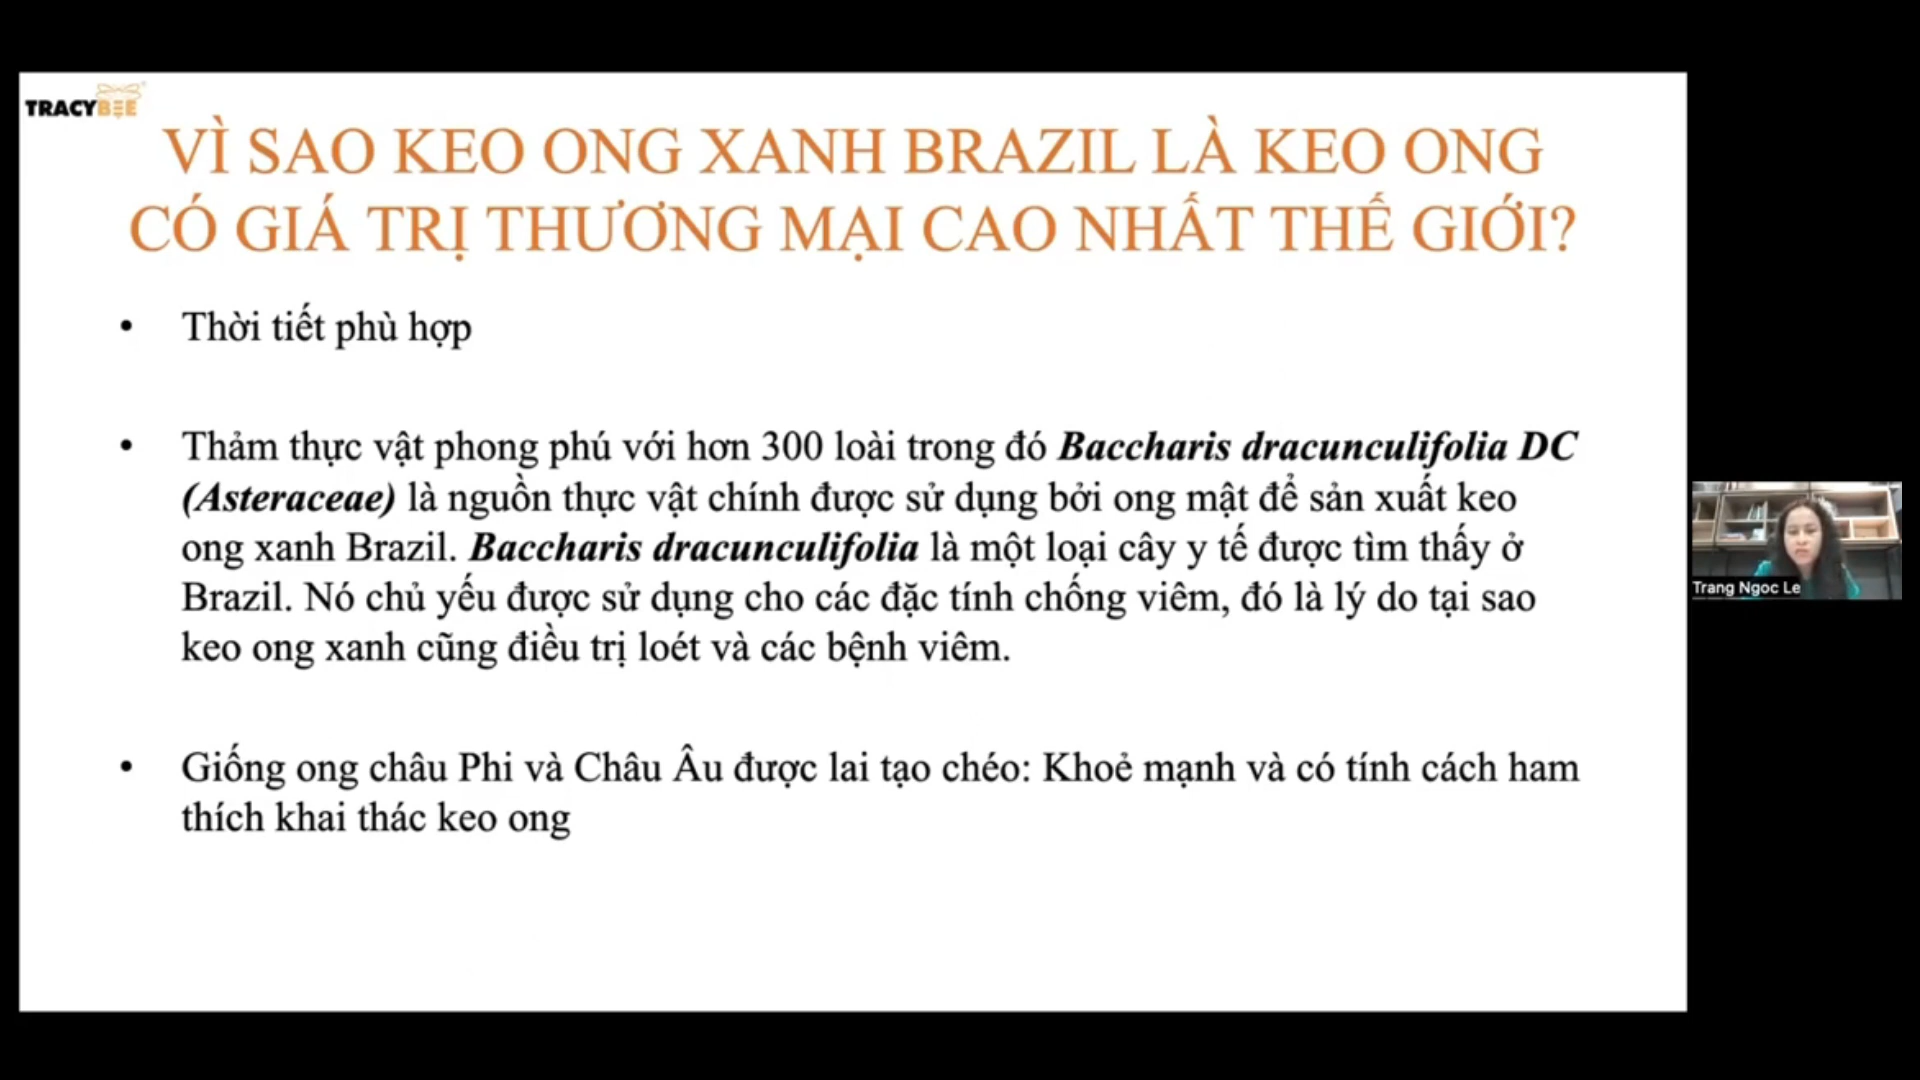 TRACYBEE
VÌ SAO KEO ONG XANH BRAZIL LÀ KEO ONG
CÓ GIÁ TRỊ THƯƠNG MẠI CAO NHẤT THẾ GIỚI?
• Thời tiết phù hợp
• Thảm thực vật phong phú với hơn 300 loài trong đó Baccharis dracunculifolia DC
(Asteraceae) là nguồn thực vật chính được sử dụng bởi ong mật để sản xuất keo
ong xanh Brazil. Baccharis dracunculifolia là một loại cây y tế được tìm thấy ở
Brazil. Nó chủ yếu được sử dụng cho các đặc tính chống viêm, đó là lý do tại sao
keo ong xanh cũng điều trị loét và các bệnh viêm.
• Giống ong châu Phi và Châu Âu được lai tạo chéo: Khoẻ mạnh và có tính cách ham
thích khai thác keo ong
Trang Ngoc Le